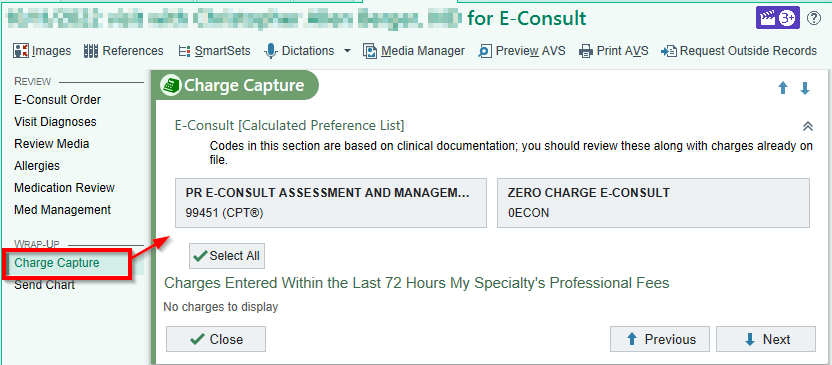 for E-Consult
3+
?
Images References SmartSets Dictations Media Manager Preview AVS Print AVS Request Outside Records
REVIEW
E-Consult Order
Visit Diagnoses
Review Media
Allergies
Medication Review
Med Management
WRAP-UP
Charge Capture
Send Chart
Charge Capture
E-Consult [Calculated Preference List]
Codes in this section are based on clinical documentation; you should review these along with charges already on
file.
PR E-CONSULT ASSESSMENT AND MANAGEM...
99451 (CPT®)
ZERO CHARGE E-CONSULT
0ECON
Select All
Charges Entered Within the Last 72 Hours My Specialty's Professional Fees
No charges to display
Close
Previous
Next